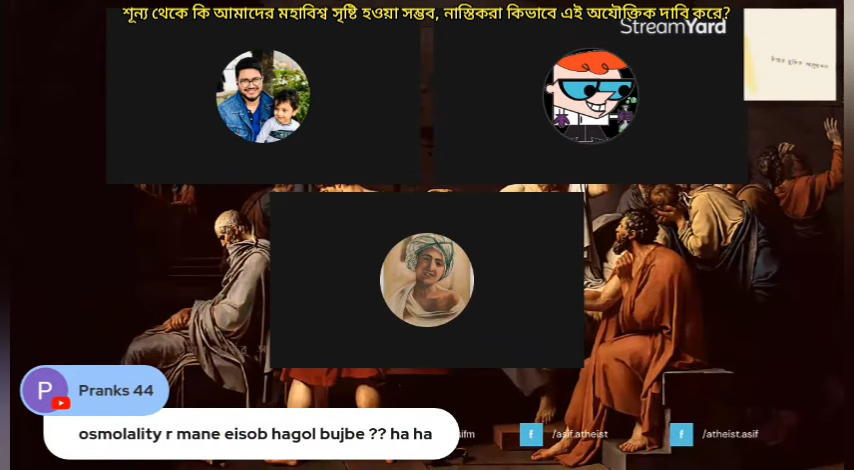 শূন্য থেকে কি আমাদের মহাবিশ্ব সৃষ্টি হওয়া সম্ভব, নাস্তিকরা কিভাবে এই অযৌক্তিক দাবি করে?
StreamYard
P
Pranks 44
osmolality r mane eisob hagol bujbe ?? ha ha
f /asif.atheist
f /atheist.asif